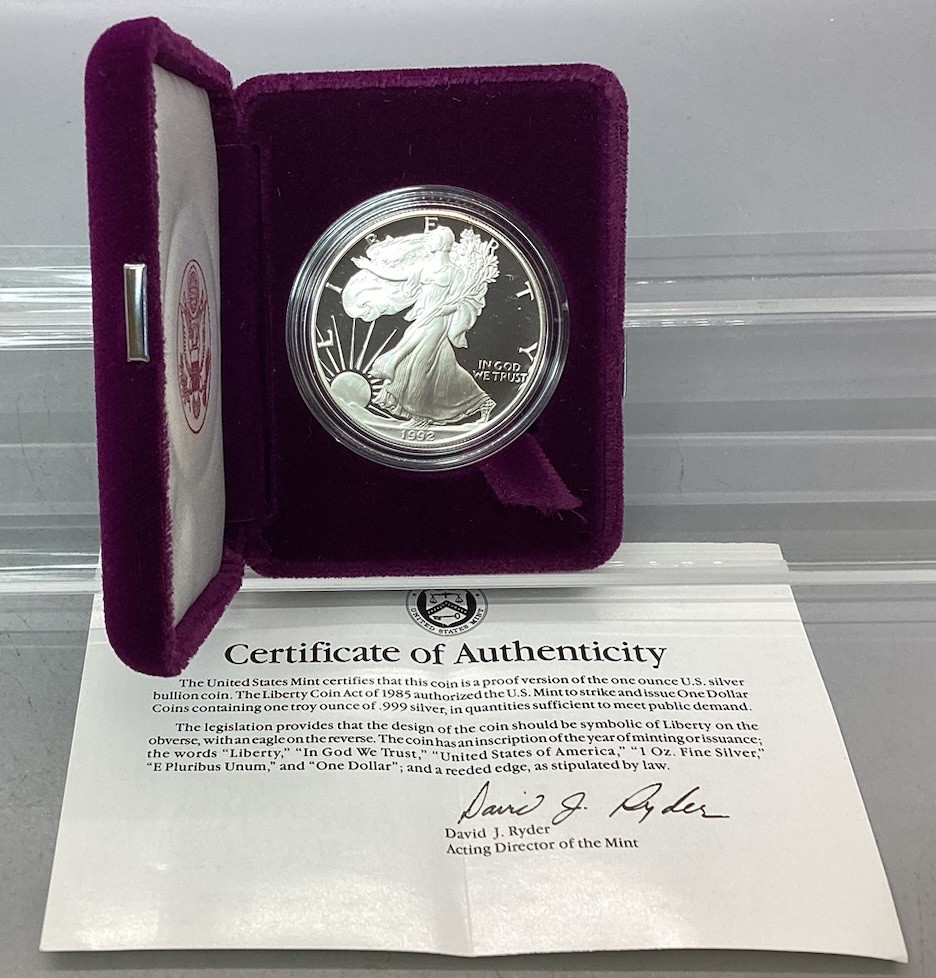 LIBERTY
IN GOD
WE TRUST
1992
UNITED STATES MINT
Certificate of Authenticity
The United States Mint certifies that this coin is a proof version of the one ounce U.S. silver
bullion coin. The Liberty Coin Act of 1985 authorized the U.S. Mint to strike and issue One Dollar
Coins containing one troy ounce of .999 silver, in quantities sufficient to meet public demand.
The legislation provides that the design of the coin should be symbolic of Liberty on the
obverse, with an eagle on the reverse. The coin has an inscription of the year of minting or issuance;
the words “Liberty,” “In God We Trust,” “United States of America,” “1 Oz. Fine Silver,”
“E Pluribus Unum,” and “One Dollar”; and a reeded edge, as stipulated by law.
David J. Ryder
David J. Ryder
Acting Director of the Mint